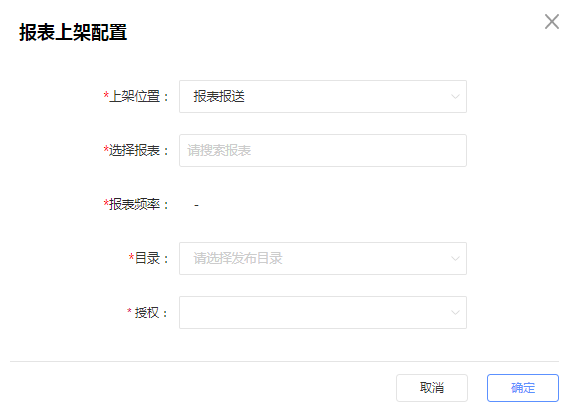 报表上架配置
*上架位置： 报表报送
*选择报表： 请搜索报表
*报表频率： -
*目录： 请选择发布目录
* 授权：
取消 确定